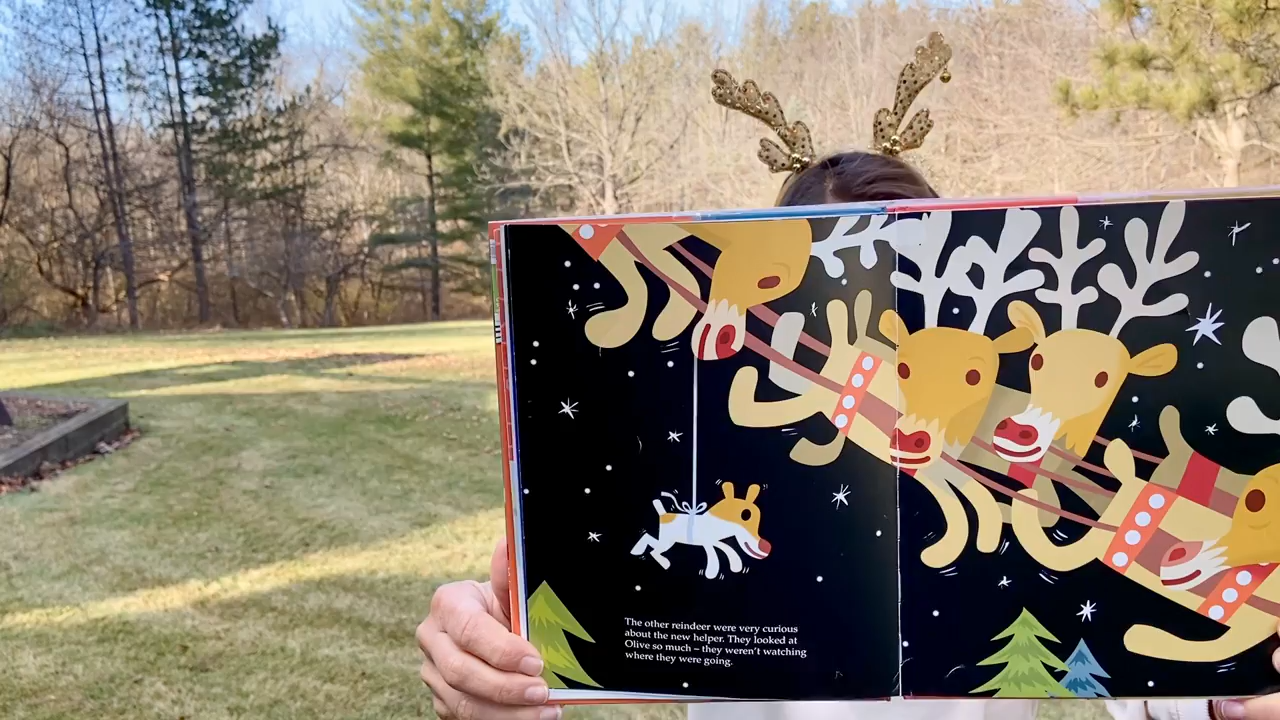 The other reindeer were very curious
about the new helper. They looked at
Olive so much – they weren't watching
where they were going.